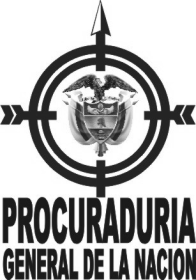 PROCURADURIA
GENERAL DE LA NACION